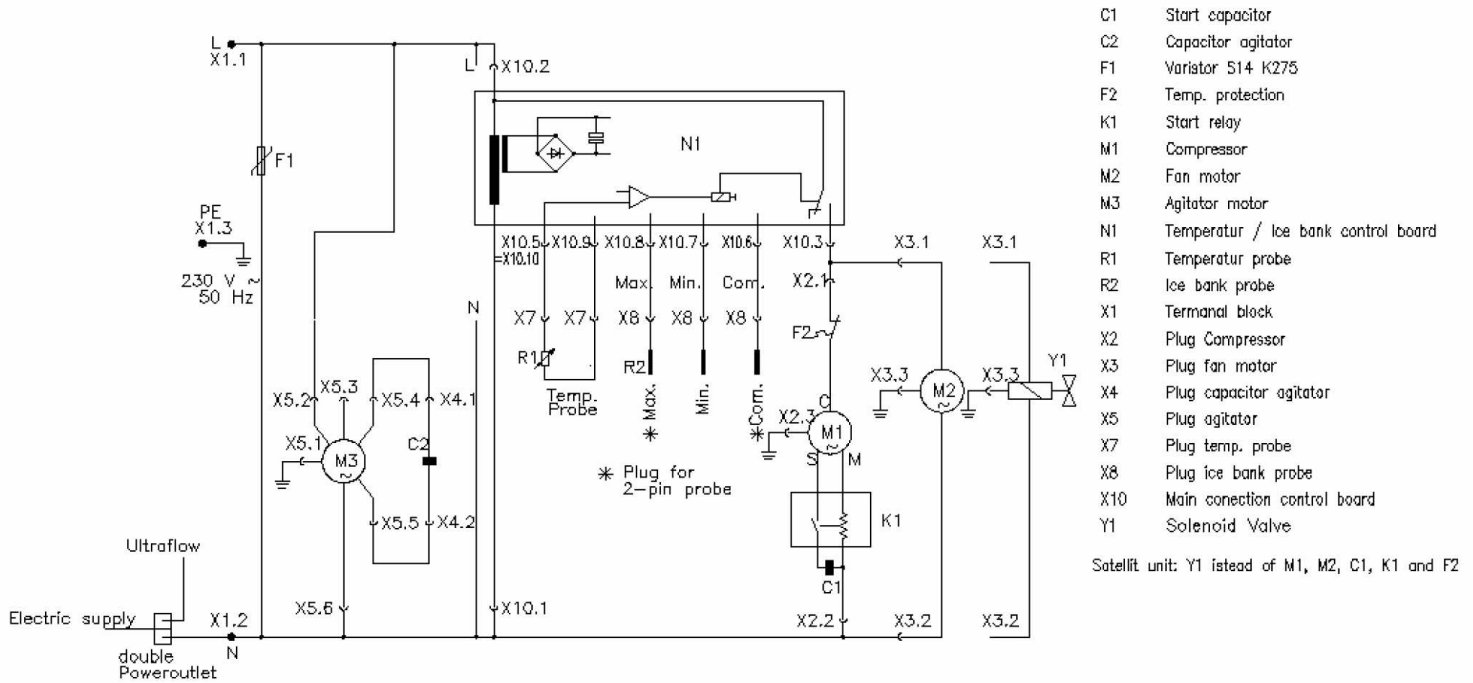 L
X1.1
F1
PE
X1.3
230 V ~
50 Hz
L
X10.2
N1
X10.5
=X10.10
X10.9
X10.8
X10.7
X10.6
X10.3
Max.
Min.
Com.
X7
X7
X8
X8
X8
R1
Temp.
Probe
R2
Max.
Min.
Com.
*
*
* Plug for
2-pin probe
N
X5.2
X5.3
X5.4
X4.1
X5.1
M3
~
C2
X5.5
X4.2
X5.6
X10.1
X2.1
F2
C
X2.3
M1
~
S
M
K1
C1
X2.2
X3.1
X3.3
M2
~
X3.2
X3.1
X3.3
Y1
X3.2
Ultraflow
Electric supply
double
Poweroutlet
X1.2
N
C1 Start capacitor
C2 Capacitor agitator
F1 Varistor S14 K275
F2 Temp. protection
K1 Start relay
M1 Compressor
M2 Fan motor
M3 Agitator motor
N1 Temperatur / Ice bank control board
R1 Temperatur probe
R2 Ice bank probe
X1 Termanal block
X2 Plug Compressor
X3 Plug fan motor
X4 Plug capacitor agitator
X5 Plug agitator
X7 Plug temp. probe
X8 Plug ice bank probe
X10 Main conection control board
Y1 Solenoid Valve
Satellit unit: Y1 istead of M1, M2, C1, K1 and F2